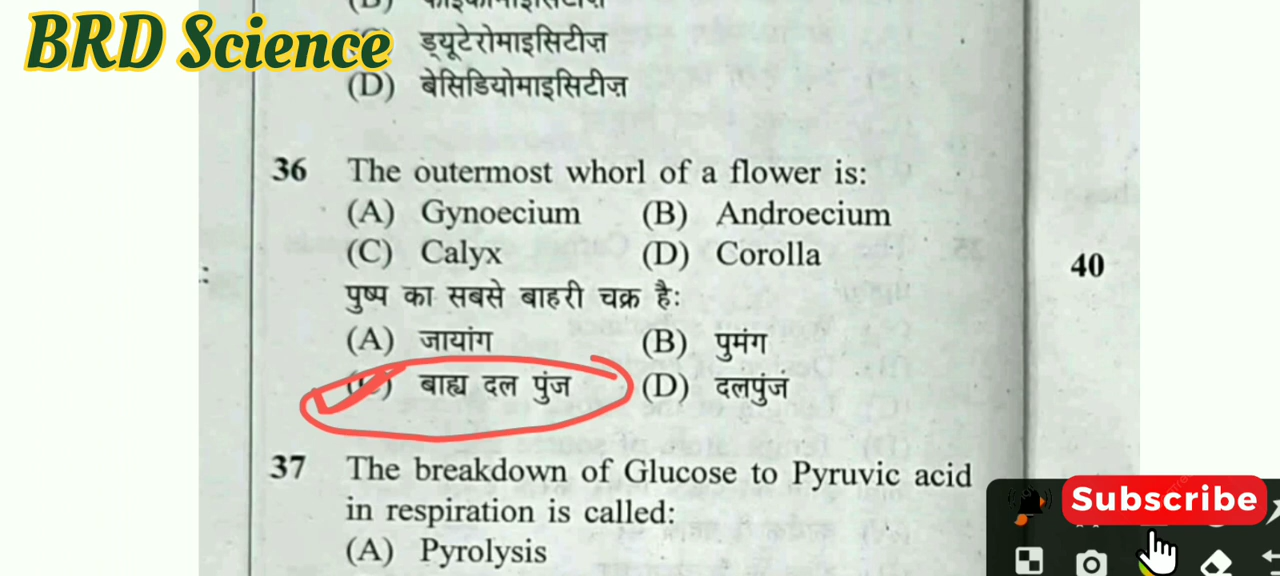 BRD Science
ड्यूटेरोमाइसिटीज़
(D) बेसिडियोमाइसिटीज़
36 The outermost whorl of a flower is:
(A) Gynoecium (B) Androecium
(C) Calyx (D) Corolla
40
पुष्प का सबसे बाहरी चक्र है:
(A) जायांग (B) पुमंग
(C) बाह्य दल पुंज (D) दलपुंज
37 The breakdown of Glucose to Pyruvic acid
in respiration is called:
(A) Pyrolysis
Subscribe